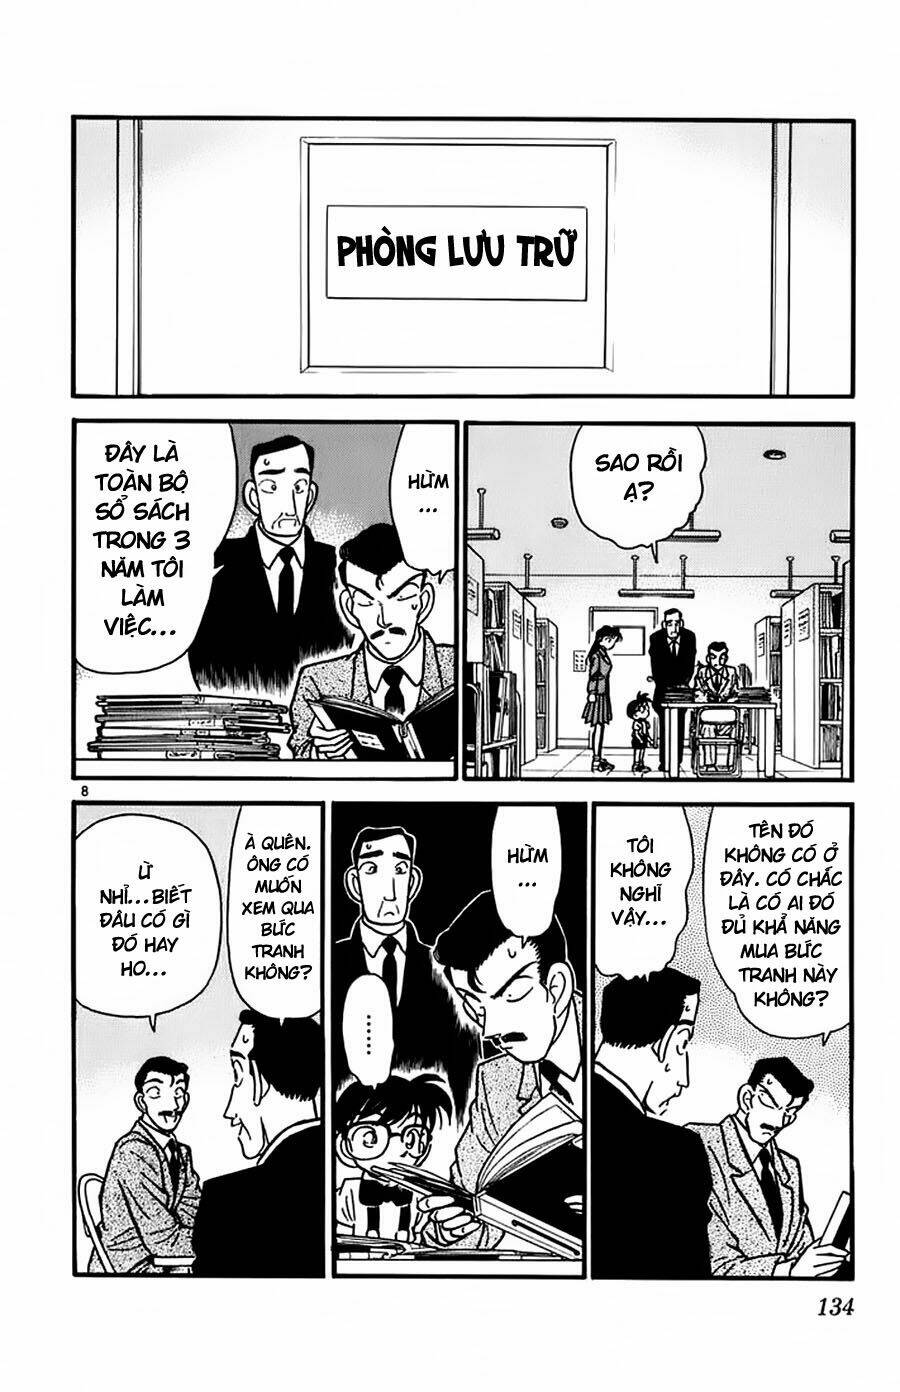 PHÒNG LƯU TRỮ
SAO RỒI
Ạ?
HỪM
...
ĐÂY LÀ
TOÀN BỘ
SỔ SÁCH
TRONG 3
NĂM TÔI
LÀM
VIỆC...
8
TÊN ĐÓ
KHÔNG CÓ Ở
ĐÂY. CÓ CHẮC
LÀ CÓ AI ĐÓ
ĐỦ KHẢ NĂNG
MUA BỨC
TRANH NÀY
KHÔNG?
TÔI
KHÔNG
NGHĨ
VẬY...
HỪM
...
......
À QUÊN.
ÔNG CÓ
MUỐN
XEM QUA
BỨC
TRANH
KHÔNG?
Ừ
NHỈ...BIẾT
ĐÂU CÓ GÌ
ĐÓ HAY
HO...
134